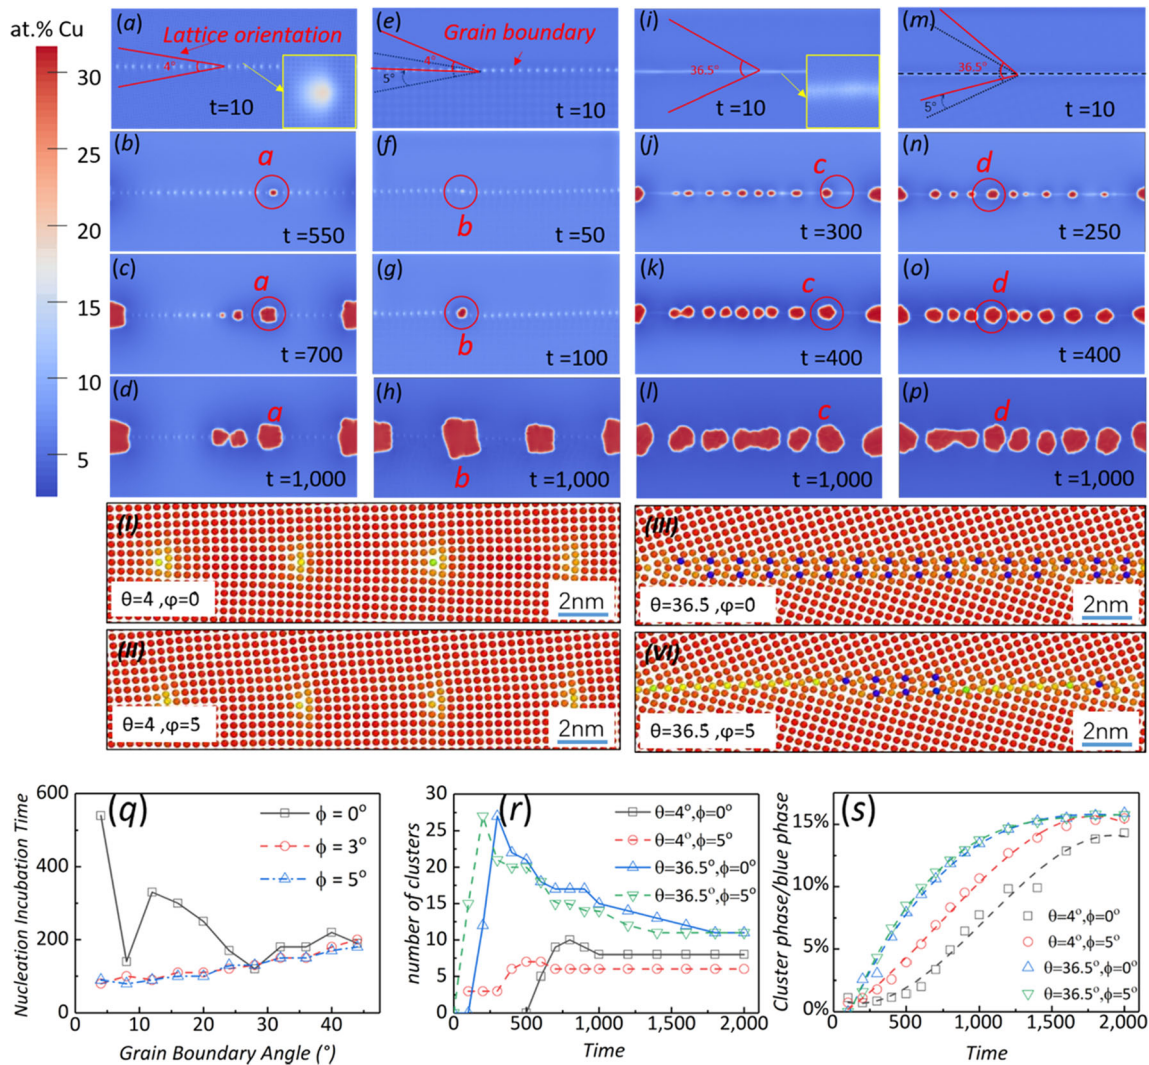 at.% Cu
30
25
20
15
10
5
(a)
Lattice orientation
4°
t=10
(e)
Grain boundary
4°
5°
t=10
(i)
36.5°
t=10
(m)
36.5°
5°
t=10
(b)
a
t =550
(f)
b
t =50
(j)
c
t =300
(n)
d
t =250
(c)
a
t =700
(g)
b
t =100
(k)
c
t =400
(o)
d
t =400
(d)
a
t=1,000
(h)
b
t=1,000
(l)
c
t=1,000
(p)
d
t=1,000
(I)
θ=4 ,φ=0
2nm
(III)
θ=36.5 ,φ=0
2nm
(II)
θ=4 ,φ=5
2nm
(VI)
θ=36.5 ,φ=5
2nm
(q)
Nucleation Incubation Time
600
400
200
0
0
10
20
30
40
Grain Boundary Angle (°)
ϕ = 0°
ϕ = 3°
ϕ = 5°
(r)
number of clusters
30
25
20
15
10
5
0
0
500
1,000
1,500
2,000
Time
θ=4°,ϕ=0°
θ=4°,ϕ=5°
θ=36.5°,ϕ=0°
θ=36.5°,ϕ=5°
(s)
Cluster phase/blue phase
15%
10%
5%
0%
0
500
1,000
1,500
2,000
Time
θ=4°,ϕ=0°
θ=4°,ϕ=5°
θ=36.5°,ϕ=0°
θ=36.5°,ϕ=5°